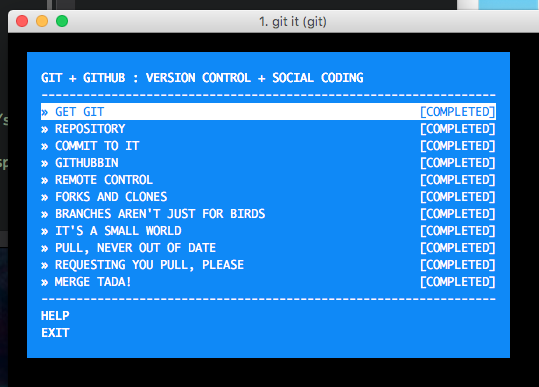 1. git it (git)
GIT + GITHUB : VERSION CONTROL + SOCIAL CODING
-----------------------------------------------------------------
» GET GIT [COMPLETED]
» REPOSITORY [COMPLETED]
» COMMIT TO IT [COMPLETED]
» GITHUBBIN [COMPLETED]
» REMOTE CONTROL [COMPLETED]
» FORKS AND CLONES [COMPLETED]
» BRANCHES AREN'T JUST FOR BIRDS [COMPLETED]
» IT'S A SMALL WORLD [COMPLETED]
» PULL, NEVER OUT OF DATE [COMPLETED]
» REQUESTING YOU PULL, PLEASE [COMPLETED]
» MERGE TADA! [COMPLETED]
-----------------------------------------------------------------
HELP
EXIT